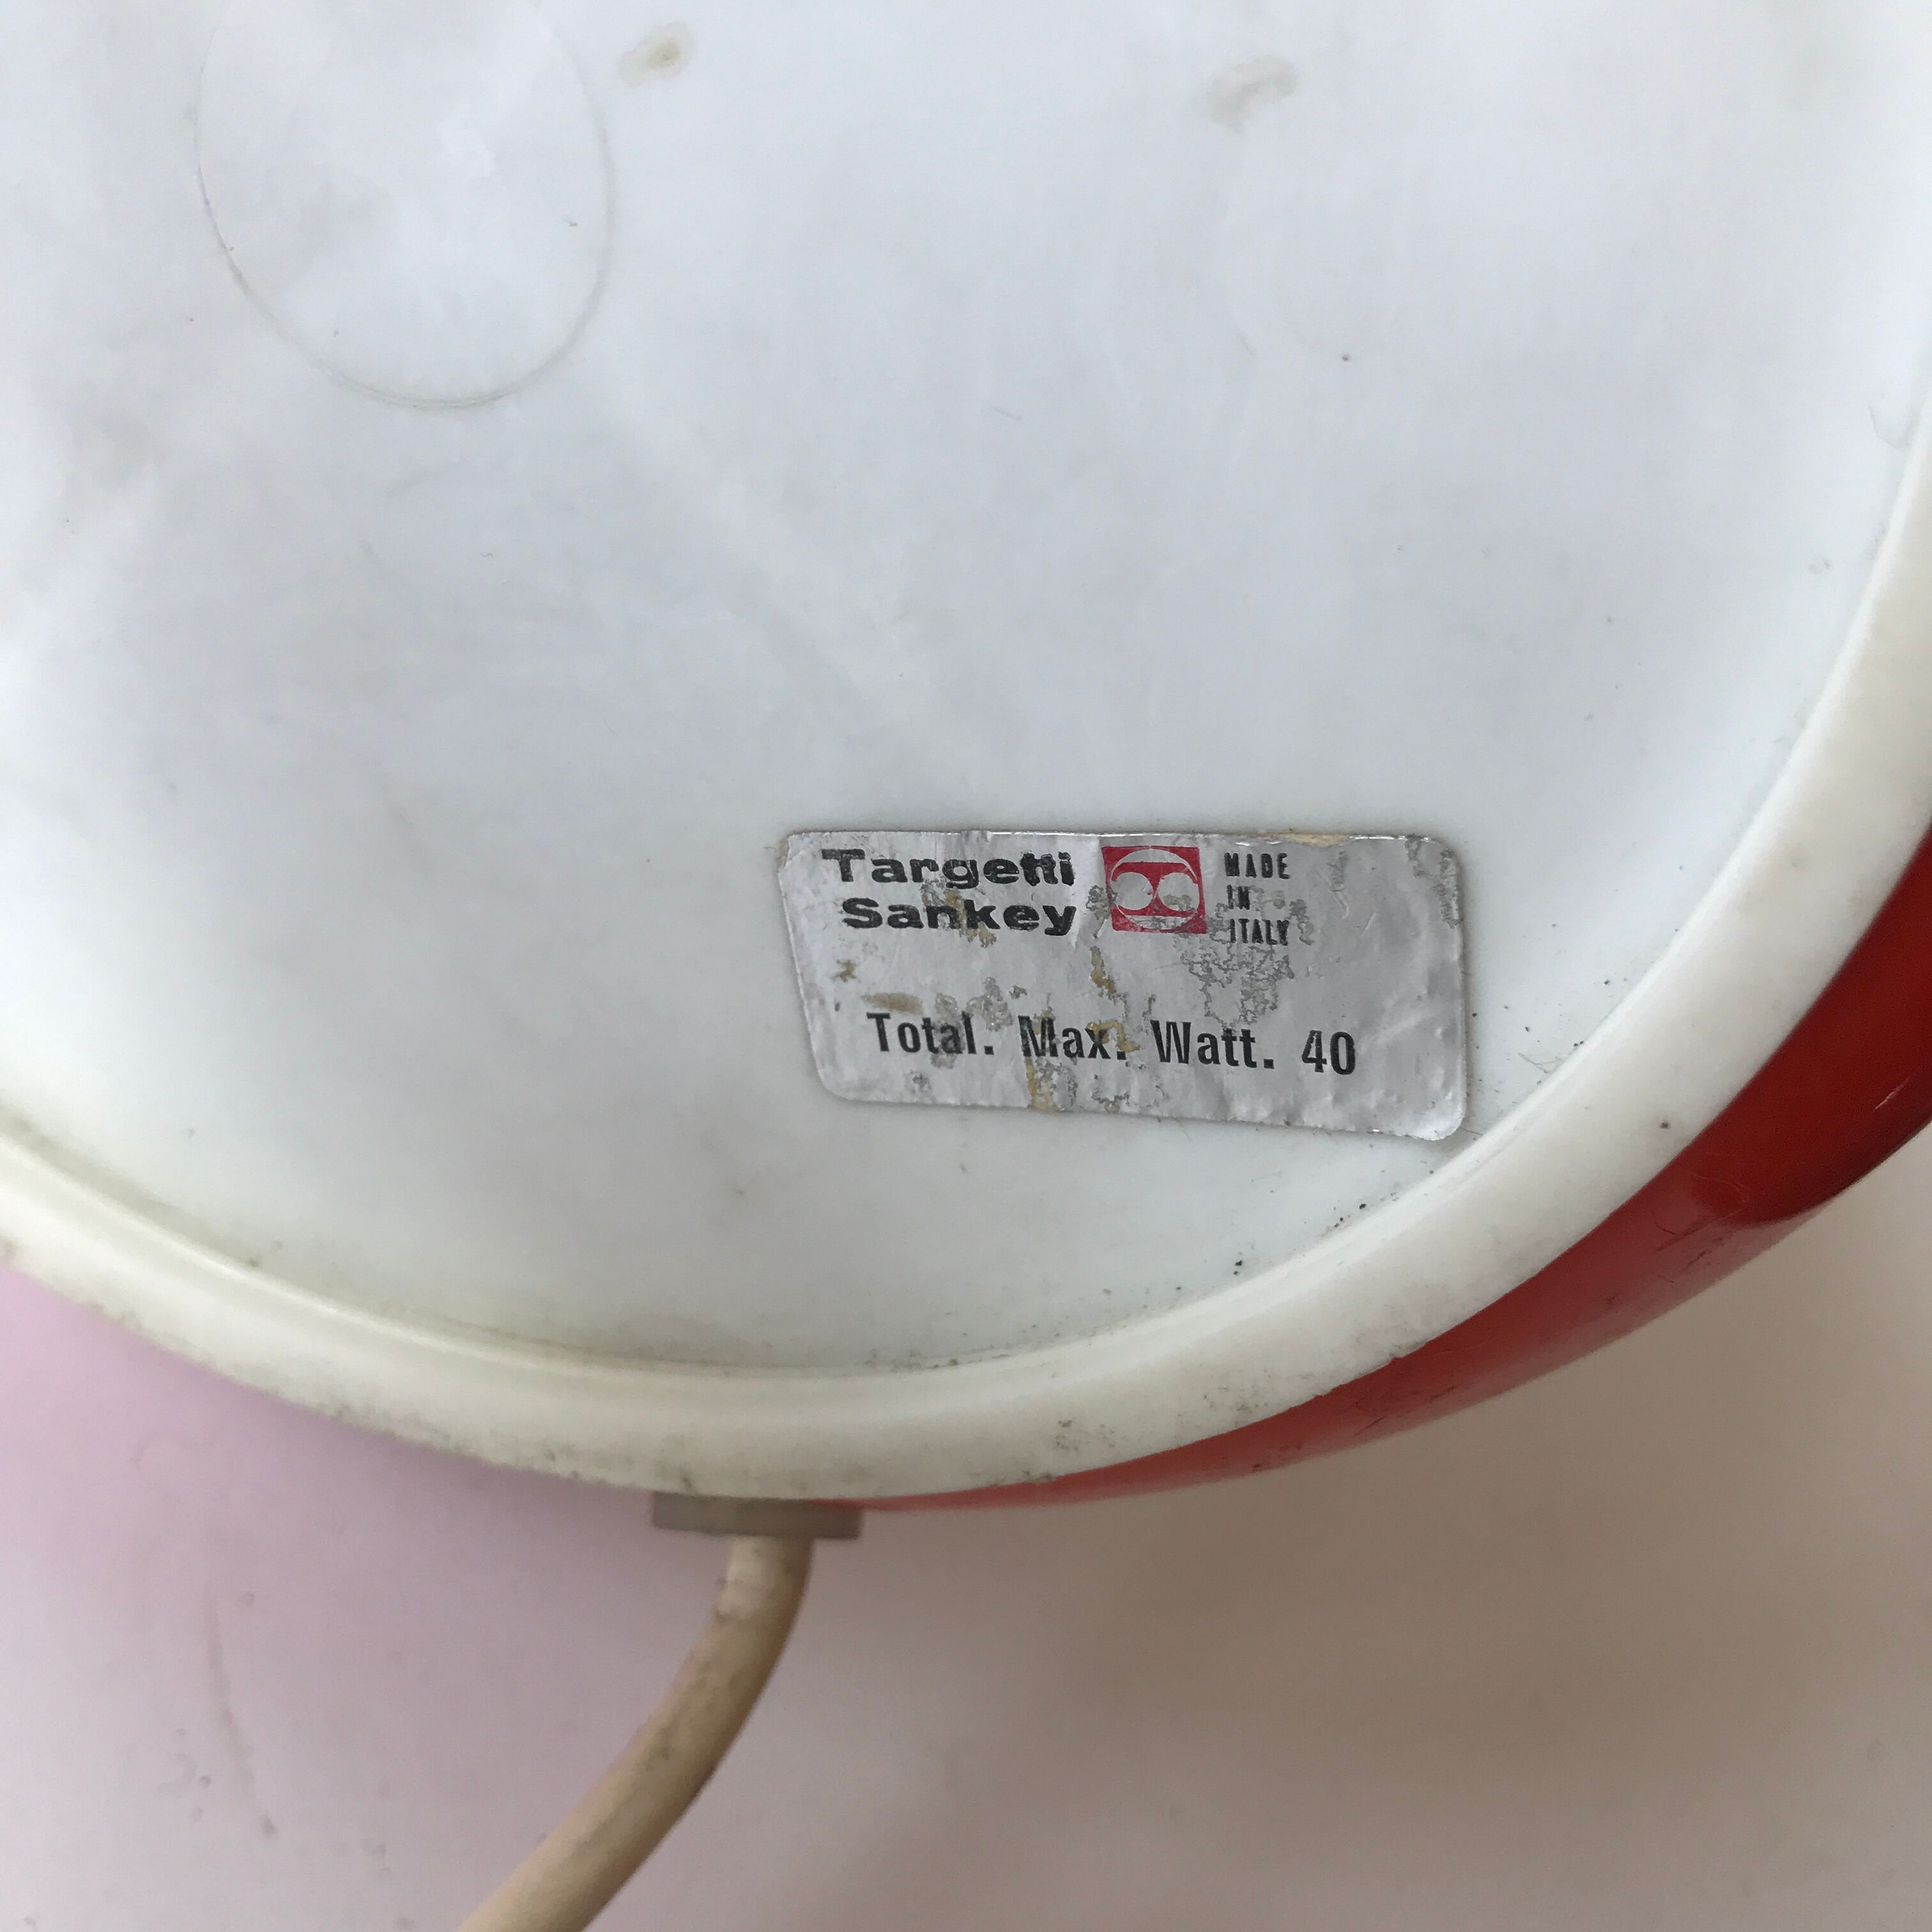 Targetti
Sankey
MADE
IN
ITALY
Total. Max. Watt. 40